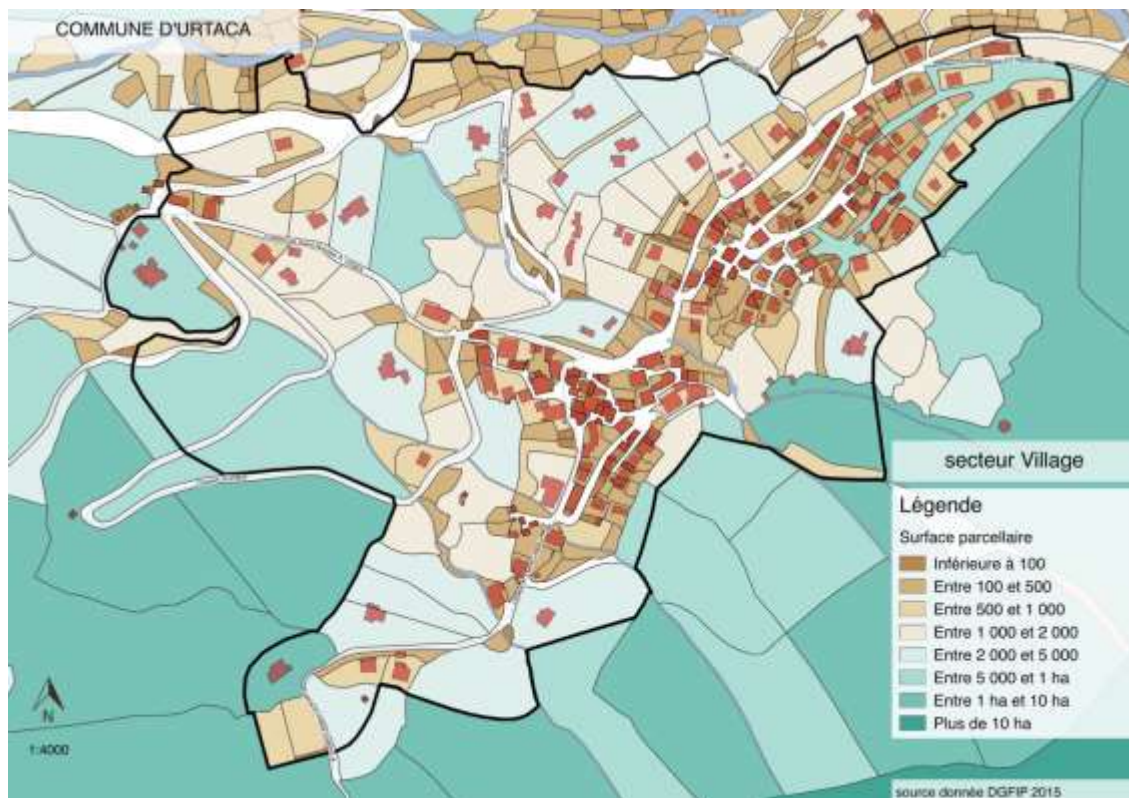 COMMUNE D'URTACA
secteur Village
Légende
Surface parcellaire
Inférieure à 100
Entre 100 et 500
Entre 500 et 1 000
Entre 1 000 et 2 000
Entre 2 000 et 5 000
Entre 5 000 et 1 ha
Entre 1 ha et 10 ha
Plus de 10 ha
N
1:4000
source donnée DGFIP 2015